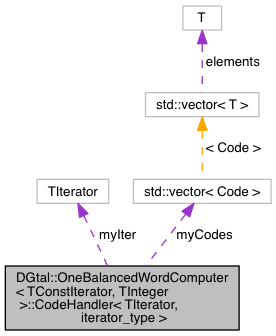 T
elements
std::vector< T >
< Code >
TIterator
std::vector< Code >
myIter
myCodes
DGtal::OneBalancedWordComputer
< TConstIterator, TInteger
>::CodeHandler< TIterator,
iterator_type >